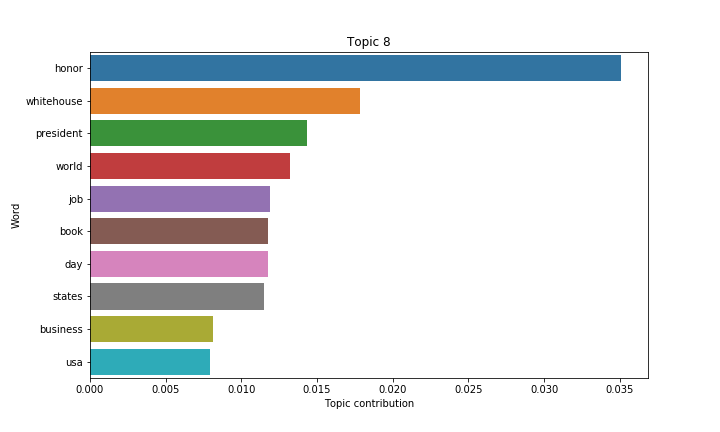 Topic 8
honor
whitehouse
president
world
job
book
day
states
business
usa
Word
0.000 0.005 0.010 0.015 0.020 0.025 0.030 0.035
Topic contribution